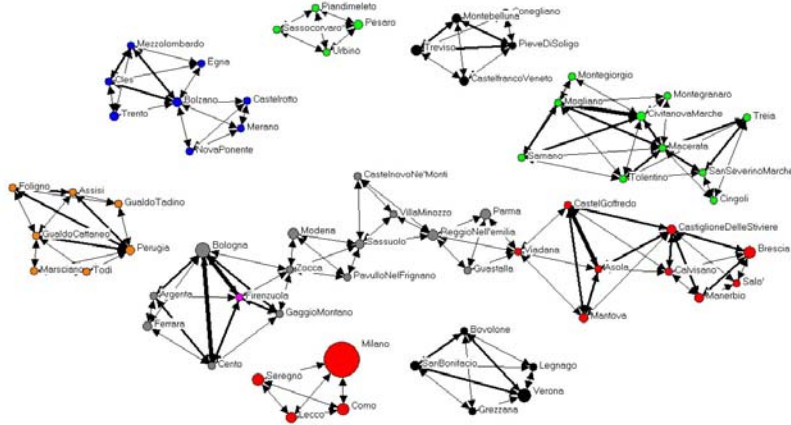 Piandimeleto
Pesaro
Sassocorvaro
Urbino
Conegliano
Montebelluna
Treviso
PieveDiSoligo
CastelfrancoVeneto
Mezzolombardo
Egna
Cles
Bolzano
Castelrotto
Trento
Merano
NovaPonente
Montegiorgio
Montegranaro
Mogliano
CivitanovaMarche
Treia
Macerata
Sarnano
SanSeverinoMarche
Tolentino
Cingoli
CastelnovoNe'Monti
Foligno
Assisi
GualdoTadino
GualdoCattaneo
Perugia
Marsciano
Todi
VillaMinozzo
Parma
CastelGoffredo
Modena
ReggioNell'emilia
CastiglioneDelleStiviere
Bologna
Sassuolo
Viadana
Brescia
Zocca
PavulloNelFrignano
Guastalla
Asola
Calvisano
Salo'
Argenta
Firenzuola
Manerbio
GaggioMontano
Mantova
Ferrara
Cento
Bovolone
Milano
SanBonifacio
Legnago
Seregno
Verona
Lecco
Como
Grezzana